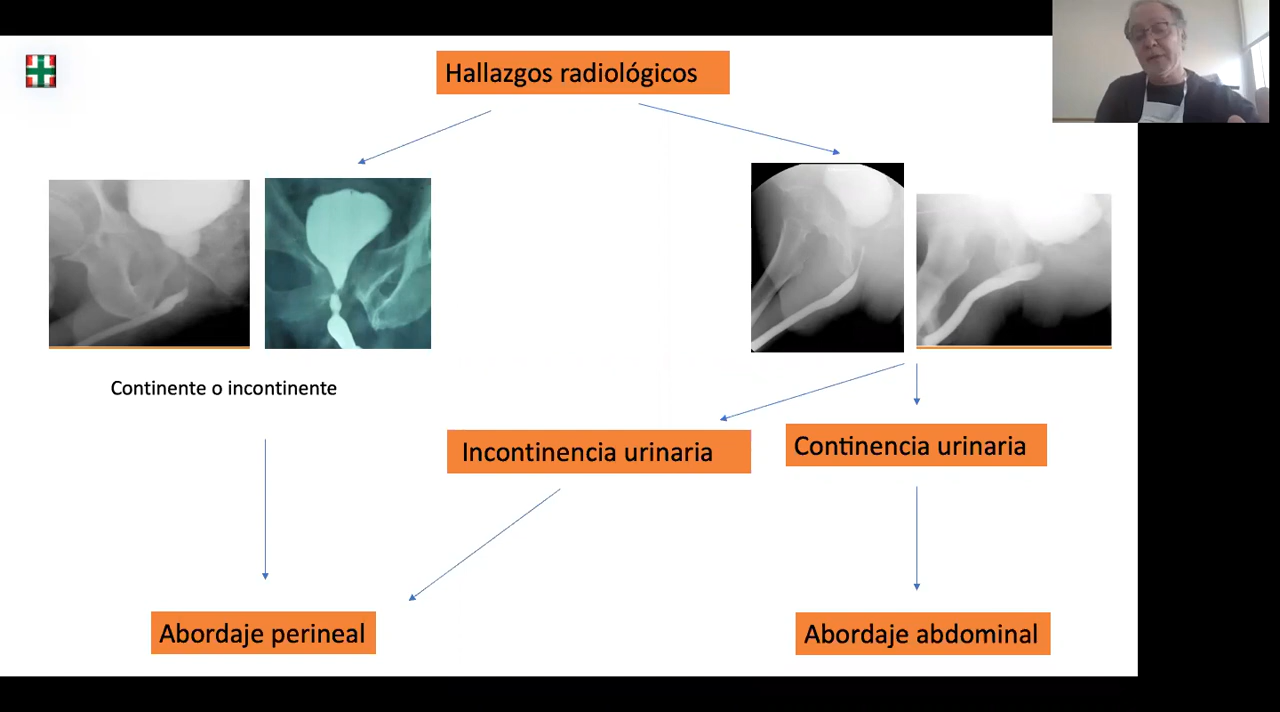 Hallazgos radiológicos
Continente o incontinente
Incontinencia urinaria
Continencia urinaria
Abordaje perineal
Abordaje abdominal